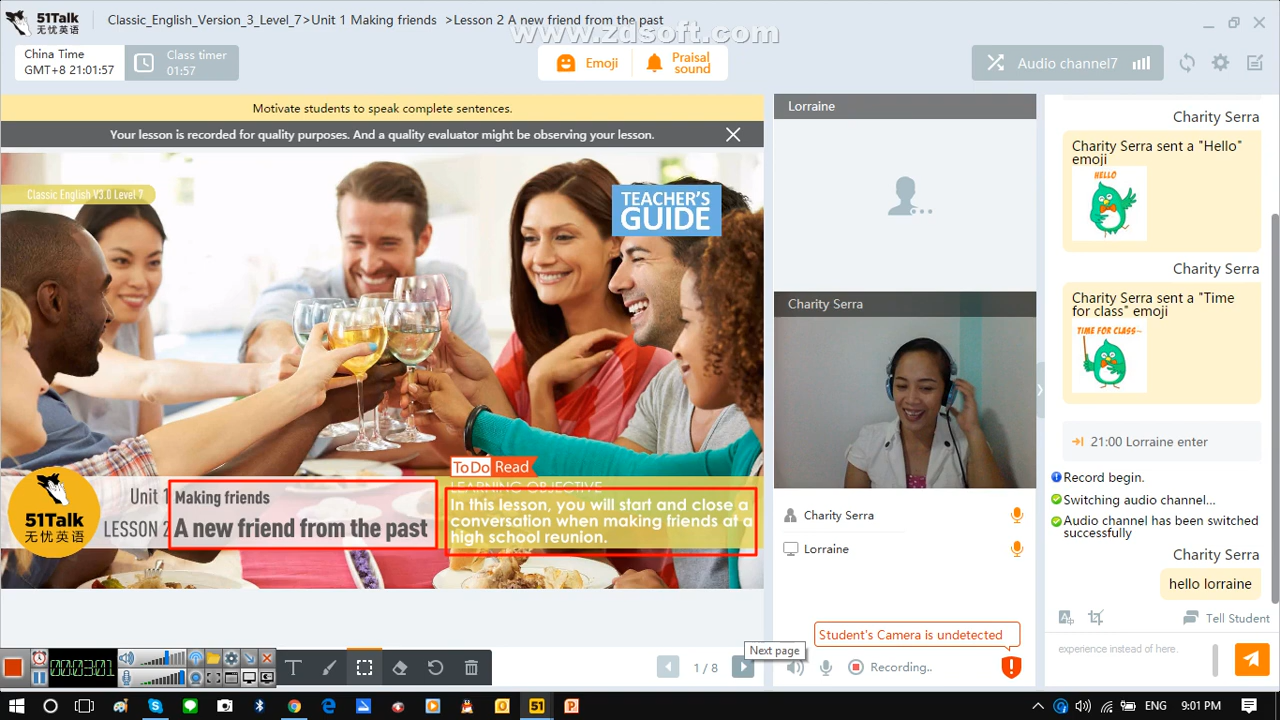 51Talk
无忧英语
Classic_English_Version_3_Level_7>Unit 1 Making friends >Lesson 2 A new friend from the past
www.zdsoft.com
China Time
GMT+8 21:01:57
Class timer
01:57
Emoji
Praisal
sound
Audio channel7
Motivate students to speak complete sentences.
Your lesson is recorded for quality purposes. And a quality evaluator might be observing your lesson.
Classic English V3.0 Level 7
TEACHER'S
GUIDE
To Do Read
LEARNING OBJECTIVE
In this lesson, you will start and close a
conversation when making friends at a
high school reunion.
51Talk
无忧英语
Unit 1 Making friends
LESSON 2 A new friend from the past
Lorraine
Charity Serra
Charity Serra
Lorraine
Student's Camera is undetected
Next page
1 / 8
Recording..
00:03:01
Charity Serra
Charity Serra sent a "Hello"
emoji
HELLO
Charity Serra
Charity Serra sent a "Time
for class" emoji
TIME FOR CLASS~
21:00 Lorraine enter
Record begin.
Switching audio channel...
Audio channel has been switched
successfully
Charity Serra
hello lorraine
Tell Student
experience instead of here.
51
ENG
9:01 PM